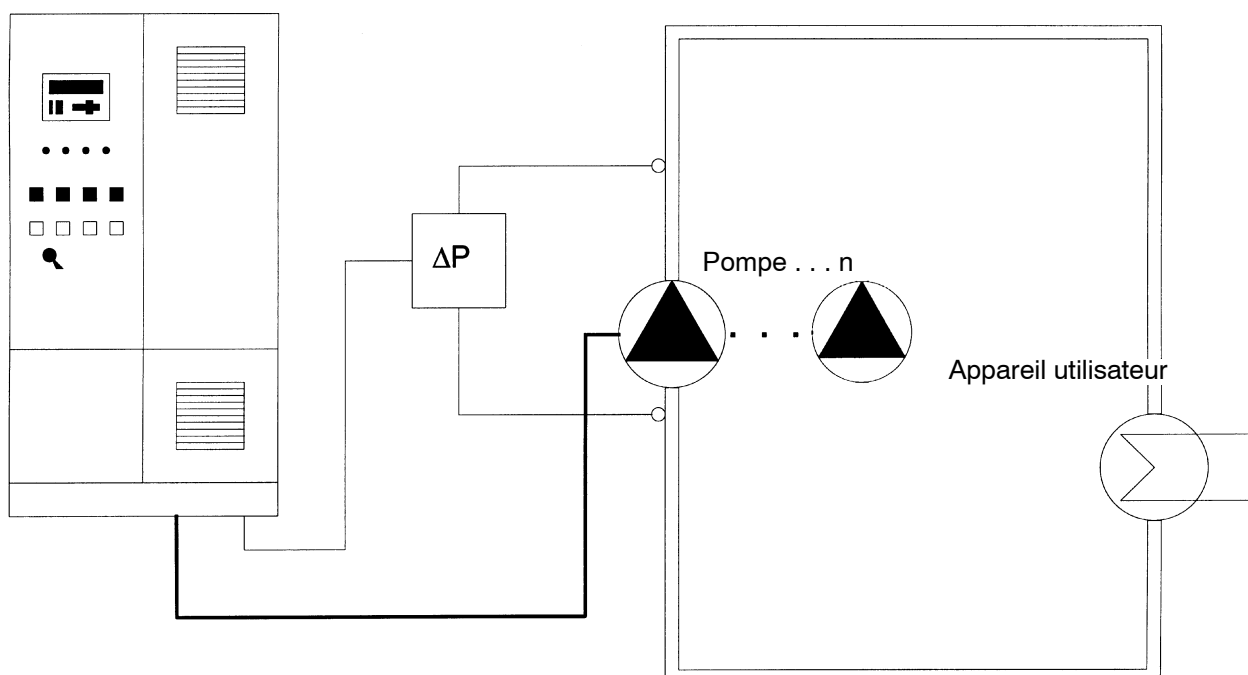 ΔP
Pompe . . . n
Appareil utilisateur